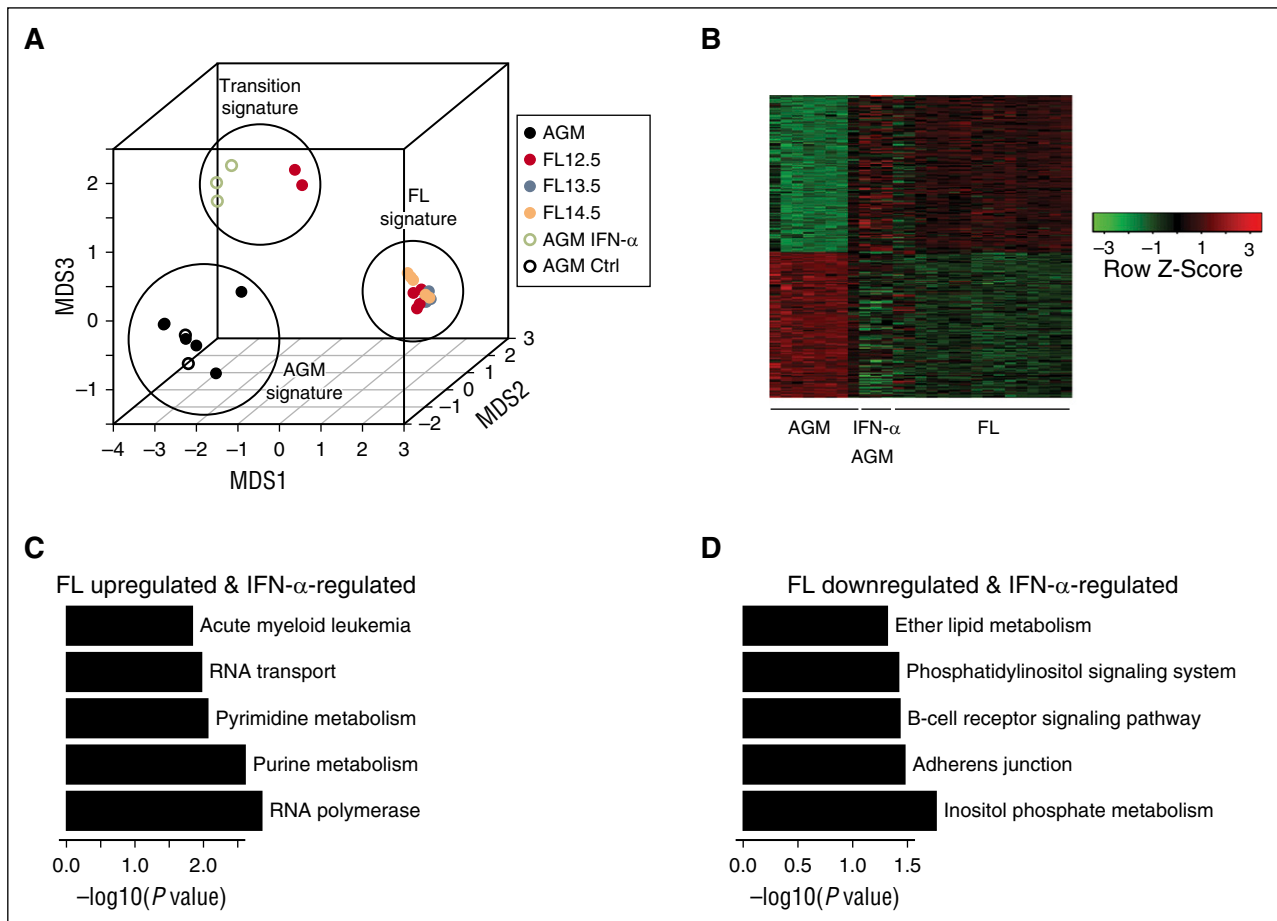 A
Transition
signature
FL
signature
AGM
signature
MDS3
2
1
0
−1
−4 −3 −2 −1 0 1 2 3
MDS1
−2 −1 0 1 2 3
MDS2
AGM
FL12.5
FL13.5
FL14.5
AGM IFN-α
AGM Ctrl
B
AGM IFN-α FL
AGM
−3 −1 1 3
Row Z-Score
C
FL upregulated & IFN-α-regulated
Acute myeloid leukemia
RNA transport
Pyrimidine metabolism
Purine metabolism
RNA polymerase
0.0 1.0 2.0
−log10(P value)
D
FL downregulated & IFN-α-regulated
Ether lipid metabolism
Phosphatidylinositol signaling system
B-cell receptor signaling pathway
Adherens junction
Inositol phosphate metabolism
0.0 0.5 1.0 1.5
−log10(P value)